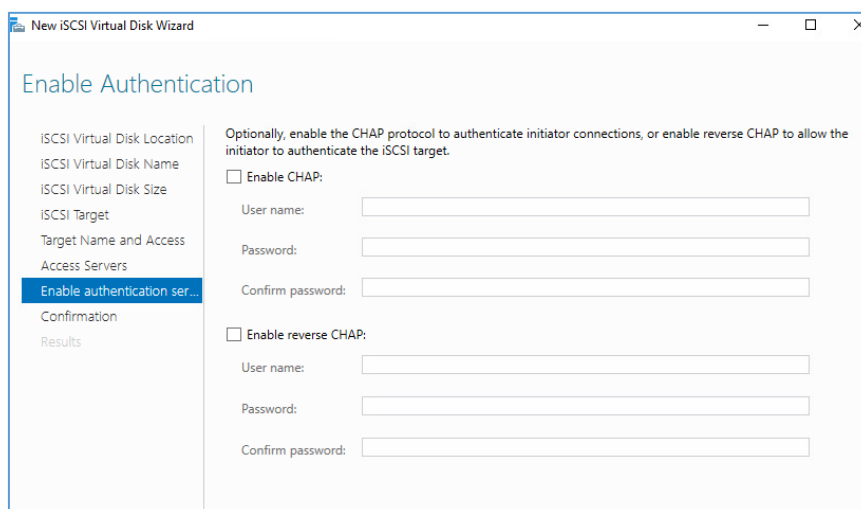 New iSCSI Virtual Disk Wizard
Enable Authentication
iSCSI Virtual Disk Location
iSCSI Virtual Disk Name
iSCSI Virtual Disk Size
iSCSI Target
Target Name and Access
Access Servers
Enable authentication ser...
Confirmation
Results
Optionally, enable the CHAP protocol to authenticate initiator connections, or enable reverse CHAP to allow the
initiator to authenticate the iSCSI target.
Enable CHAP:
User name:
Password:
Confirm password:
Enable reverse CHAP:
User name:
Password:
Confirm password: